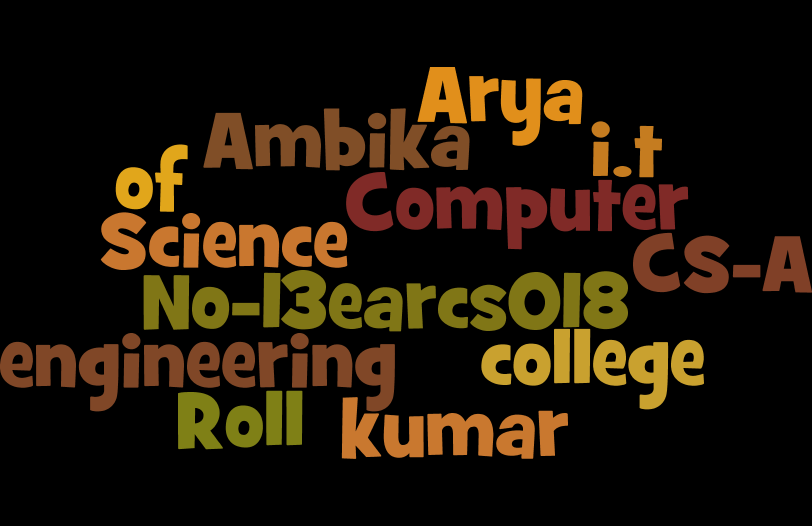 Arya
Ambika i.t
of Computer
Science CS-A
No-13earcs018
engineering college
Roll kumar